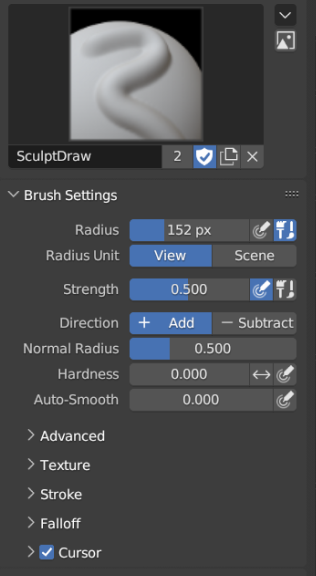 SculptDraw 2
Brush Settings
Radius 152 px
Radius Unit View Scene
Strength 0.500
Direction + Add − Subtract
Normal Radius 0.500
Hardness 0.000
Auto-Smooth 0.000
Advanced
Texture
Stroke
Falloff
Cursor